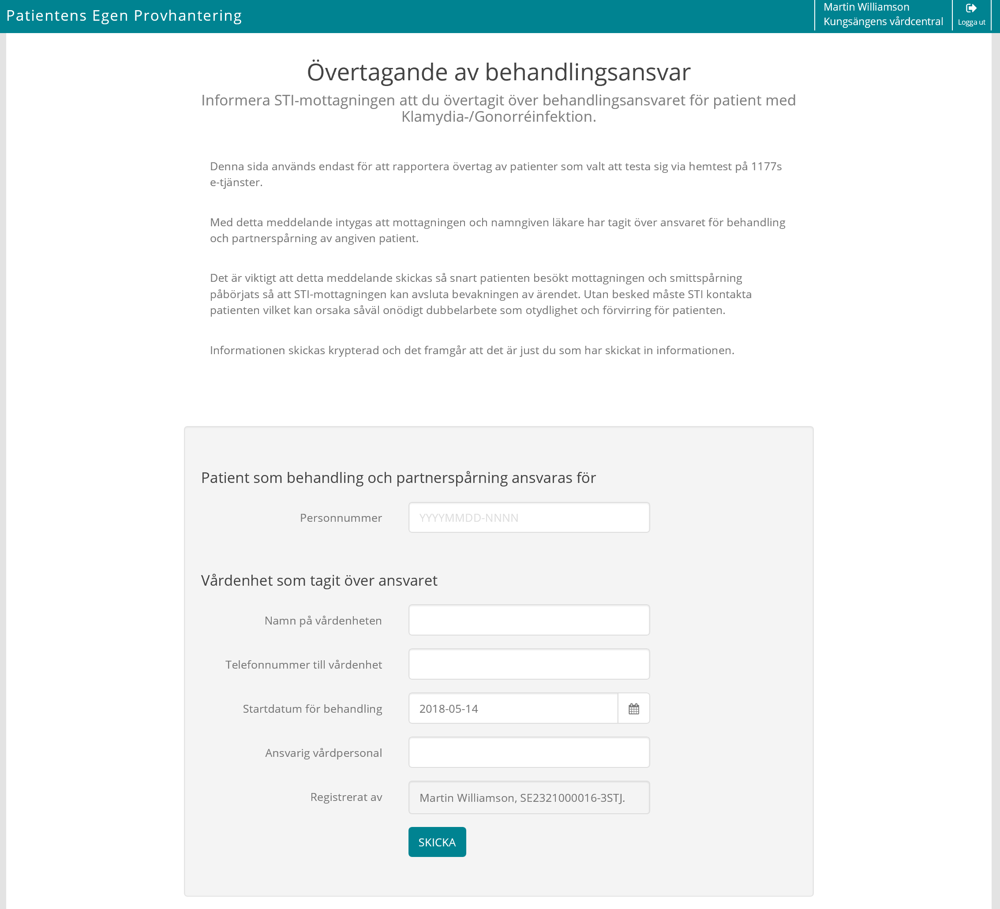 Patientens Egen Provhantering
Martin Williamson
Kungsängens vårdcentral
Logga ut
Övertagande av behandlingsansvar
Informera STI-mottagningen att du övertagit över behandlingsansvaret för patient med
Klamydia-/Gonorréinfektion.
Denna sida används endast för att rapportera övertag av patienter som valt att testa sig via hemtest på 1177s
e-tjänster.
Med detta meddelande intygas att mottagningen och namngiven läkare har tagit över ansvaret för behandling
och partnerspårning av angiven patient.
Det är viktigt att detta meddelande skickas så snart patienten besökt mottagningen och smittspårning
påbörjats så att STI-mottagningen kan avsluta bevakningen av ärendet. Utan besked måste STI kontakta
patienten vilket kan orsaka såväl onödigt dubbelarbete som otydlighet och förvirring för patienten.
Informationen skickas krypterad och det framgår att det är just du som har skickat in informationen.
Patient som behandling och partnerspårning ansvaras för
Personnummer YYYYMMDD-NNNN
Vårdenhet som tagit över ansvaret
Namn på vårdenheten
Telefonnummer till vårdenhet
Startdatum för behandling 2018-05-14
Ansvarig vårdpersonal
Registrerat av Martin Williamson, SE2321000016-3STJ.
SKICKA